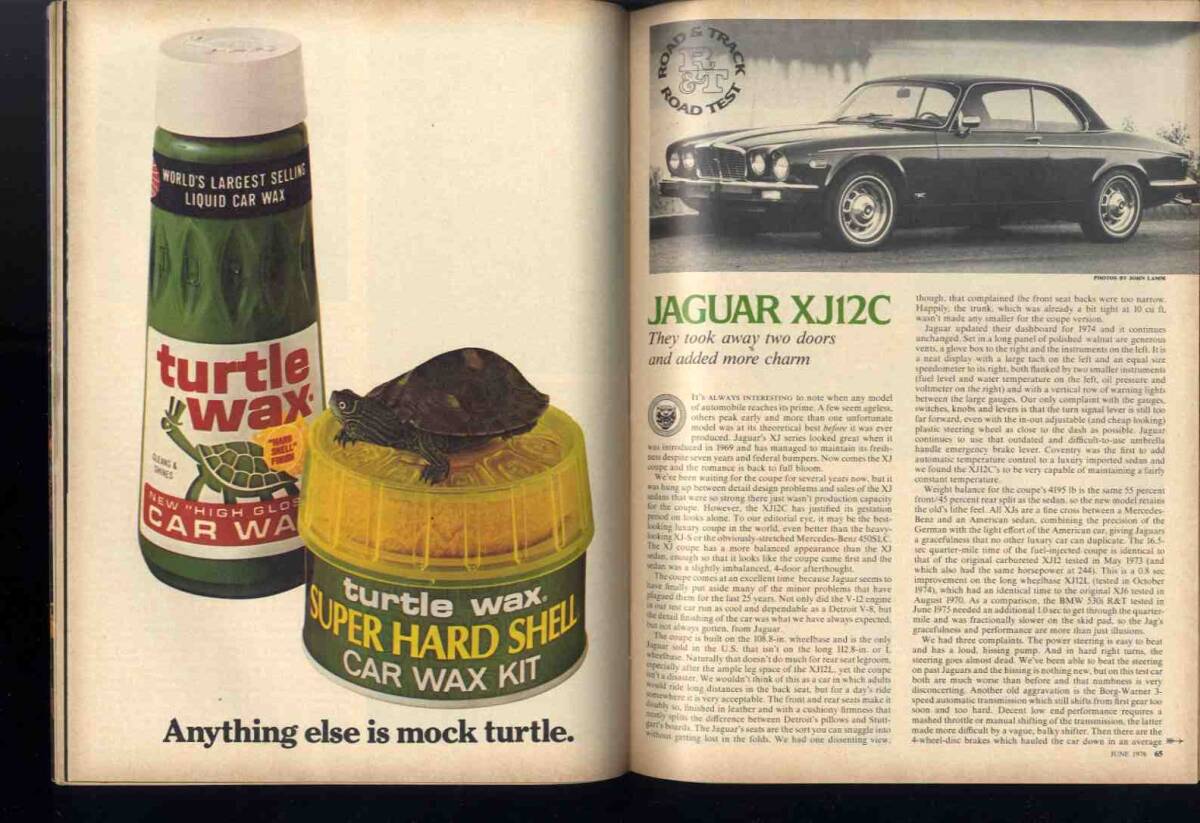 WORLD'S LARGEST SELLING
LIQUID CAR WAX
turtle
wax
"HARD
SHELL"
FINISH
CLEANS &
SHINES
NEW "HIGH GLOS
CAR WA
turtle wax.
SUPER HARD SHELL
CAR WAX KIT
Anything else is mock turtle.
ROAD & TRACK
R&T
ROAD TEST
PHOTOS BY JOHN LAMM
JAGUAR XJ12C
They took away two doors
and added more charm
IT'S ALWAYS INTERESTING to note when any model
of automobile reaches its prime. A few seem ageless,
others peak early and more than one unfortunate
model was at its theoretical best before it was ever
produced. Jaguar's XJ series looked great when it
was introduced in 1969 and has managed to maintain its fresh-
ness despite seven years and federal bumpers. Now comes the XJ
coupe and the romance is back to full bloom.
We've been waiting for the coupe for several years now, but it
was hung up between detail design problems and sales of the XJ
sedans that were so strong there just wasn't production capacity
for the coupe. However, the XJ12C has justified its gestation
period on looks alone. To our editorial eye, it may be the best-
looking luxury coupe in the world, even better than the heavy-
looking XJ-S or the obviously-stretched Mercedes-Benz 450SLC.
The XJ coupe has a more balanced appearance than the XJ
sedan, enough so that it looks like the coupe came first and the
sedan was a slightly imbalanced, 4-door afterthought.
The coupe comes at an excellent time because Jaguar seems to
have finally put aside many of the minor problems that have
plagued them for the last 25 years. Not only did the V-12 engine
in our test car run as cool and dependable as a Detroit V-8, but
the detail finishing of the car was what we have always expected,
but not always gotten, from Jaguar.
The coupe is built on the 108.8-in. wheelbase and is the only
Jaguar sold in the U.S. that isn't on the long 112.8-in. or L
wheelbase. Naturally that doesn't do much for rear seat legroom,
especially after the ample leg space of the XJ12L, yet the coupe
isn't a disaster. We wouldn't think of this as a car in which adults
would ride long distances in the back seat, but for a day's ride
somewhere it is very acceptable. The front and rear seats make it
doubly so, finished in leather and with a cushiony firmness that
neatly splits the difference between Detroit's pillows and Stutt-
gart's boards. The Jaguar's seats are the sort you can snuggle into
without getting lost in the folds. We had one dissenting view,
though, that complained the front seat backs were too narrow.
Happily, the trunk, which was already a bit tight at 10 cu ft,
wasn't made any smaller for the coupe version.
Jaguar updated their dashboard for 1974 and it continues
unchanged. Set in a long panel of polished walnut are generous
vents, a glove box to the right and the instruments on the left. It is
a neat display with a large tach on the left and an equal size
speedometer to its right, both flanked by two smaller instruments
(fuel level and water temperature on the left, oil pressure and
voltmeter on the right) and with a vertical row of warning lights
between the large gauges. Our only complaint with the gauges,
switches, knobs and levers is that the turn signal lever is still too
far forward, even with the in-out adjustable (and cheap looking)
plastic steering wheel as close to the dash as possible. Jaguar
continues to use that outdated and difficult-to-use umbrella
handle emergency brake lever. Coventry was the first to add
automatic temperature control to a luxury imported sedan and
we found the XJ12C's to be very capable of maintaining a fairly
constant temperature.
Weight balance for the coupe's 4195 lb is the same 55 percent
front/45 percent rear split as the sedan, so the new model retains
the old's lithe feel. All XJs are a fine cross between a Mercedes-
Benz and an American sedan, combining the precision of the
German with the light effort of the American car, giving Jaguars
a gracefulness that no other luxury car can duplicate. The 16.5-
sec quarter-mile time of the fuel-injected coupe is identical to
that of the original carbureted XJ12 tested in May 1973 (and
which also had the same horsepower at 244). This is a 0.8 sec
improvement on the long wheelbase XJ12L (tested in October
1974), which had an identical time to the original XJ6 tested in
August 1970. As a comparison, the BMW 530i R&T tested in
June 1975 needed an additional 1.0 sec to get through the quarter-
mile and was fractionally slower on the skid pad, so the Jag's
gracefulness and performance are more than just illusions.
We had three complaints. The power steering is easy to beat
and has a loud, hissing pump. And in hard right turns, the
steering goes almost dead. We've been able to beat the steering
on past Jaguars and the hissing is nothing new, but on this test car
both are much worse than before and that numbness is very
disconcerting. Another old aggravation is the Borg-Warner 3-
speed automatic transmission which still shifts from first gear too
soon and too hard. Decent low end performance requires a
mashed throttle or manual shifting of the transmission, the latter
made more difficult by a vague, balky shifter. Then there are the
4-wheel-disc brakes which hauled the car down in an average
JUNE 1976 65